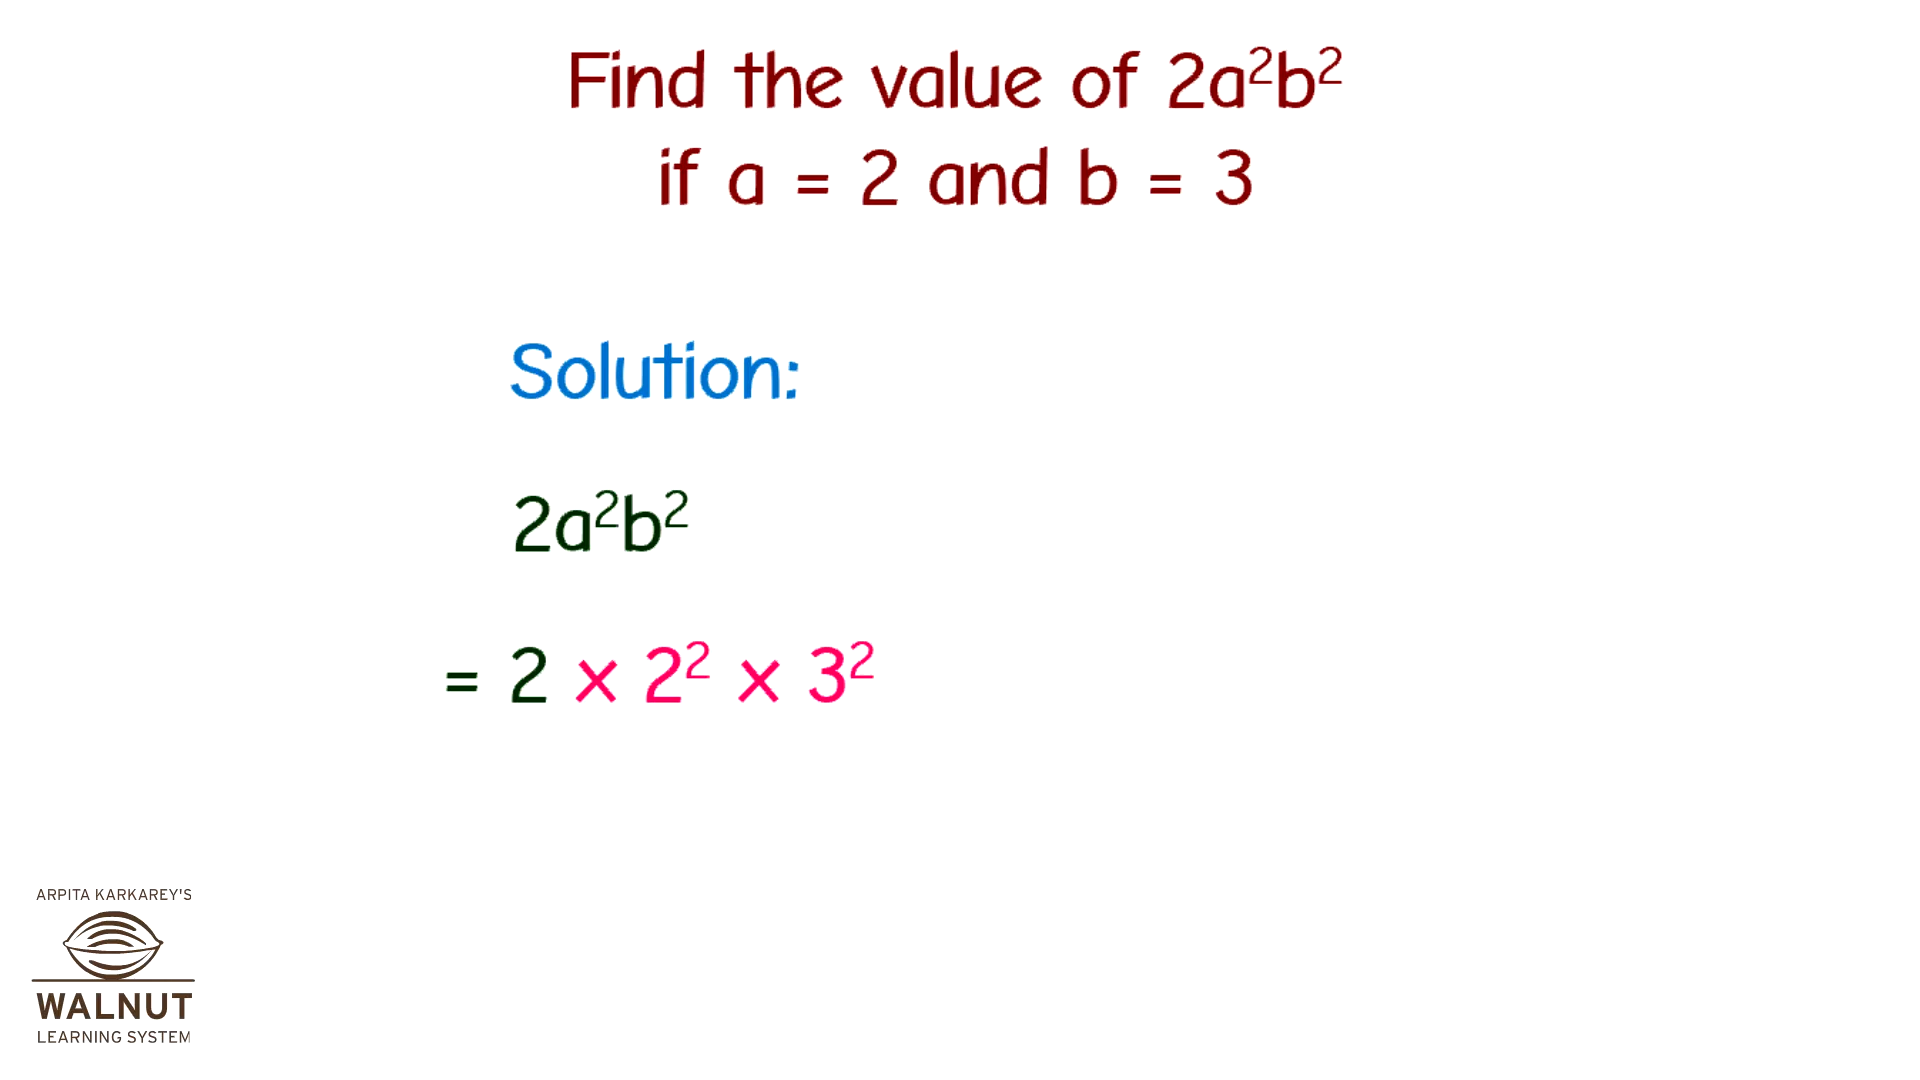 Find the value of 2a²b²
if a = 2 and b = 3
Solution:
2a²b²
= 2 × 2² × 3²
ARPITA KARKAREY'S
WALNUT
LEARNING SYSTEM